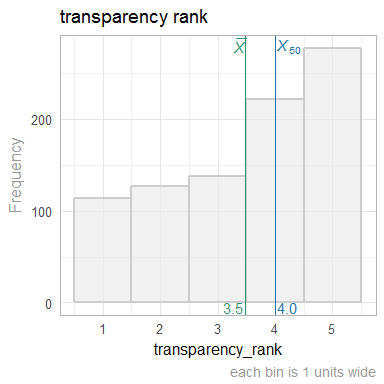 transparency rank
X̅ X₅₀
Frequency
200
100
0
3.5 4.0
1 2 3 4 5
transparency_rank
each bin is 1 units wide